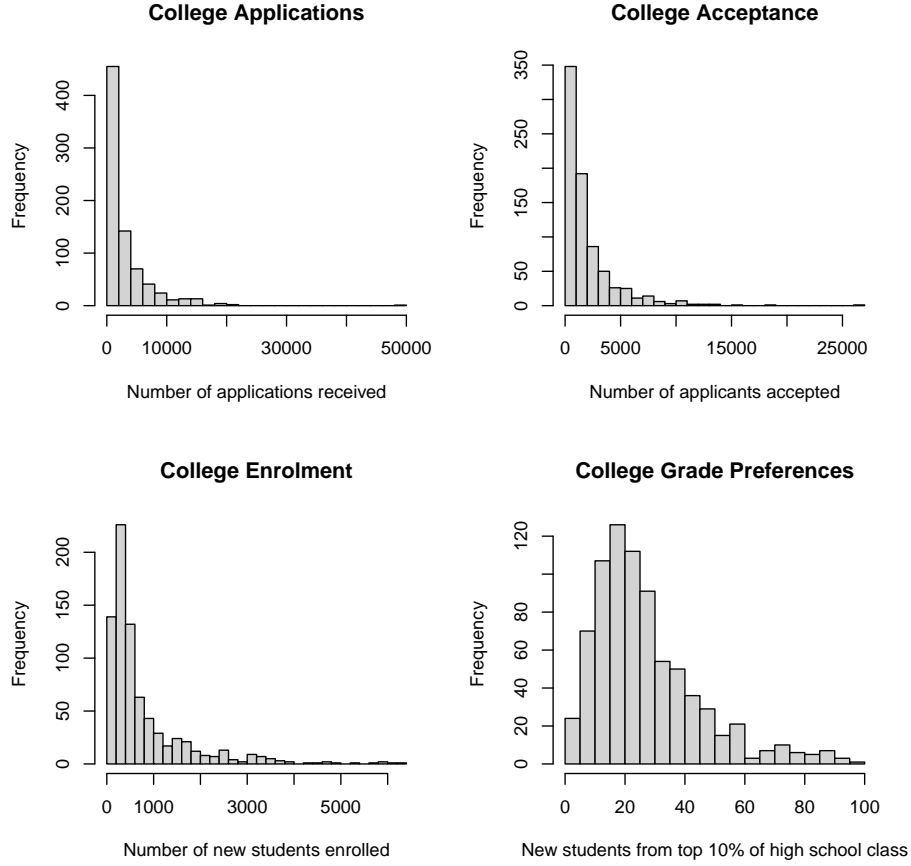 College Applications
Frequency
0
100
200
300
400
0 10000 30000 50000
Number of applications received
College Acceptance
Frequency
0
50
150
250
350
0 5000 15000 25000
Number of applicants accepted
College Enrolment
Frequency
0
50
100
150
200
0 1000 3000 5000
Number of new students enrolled
College Grade Preferences
Frequency
0
20
40
60
80
120
0 20 40 60 80 100
New students from top 10% of high school class